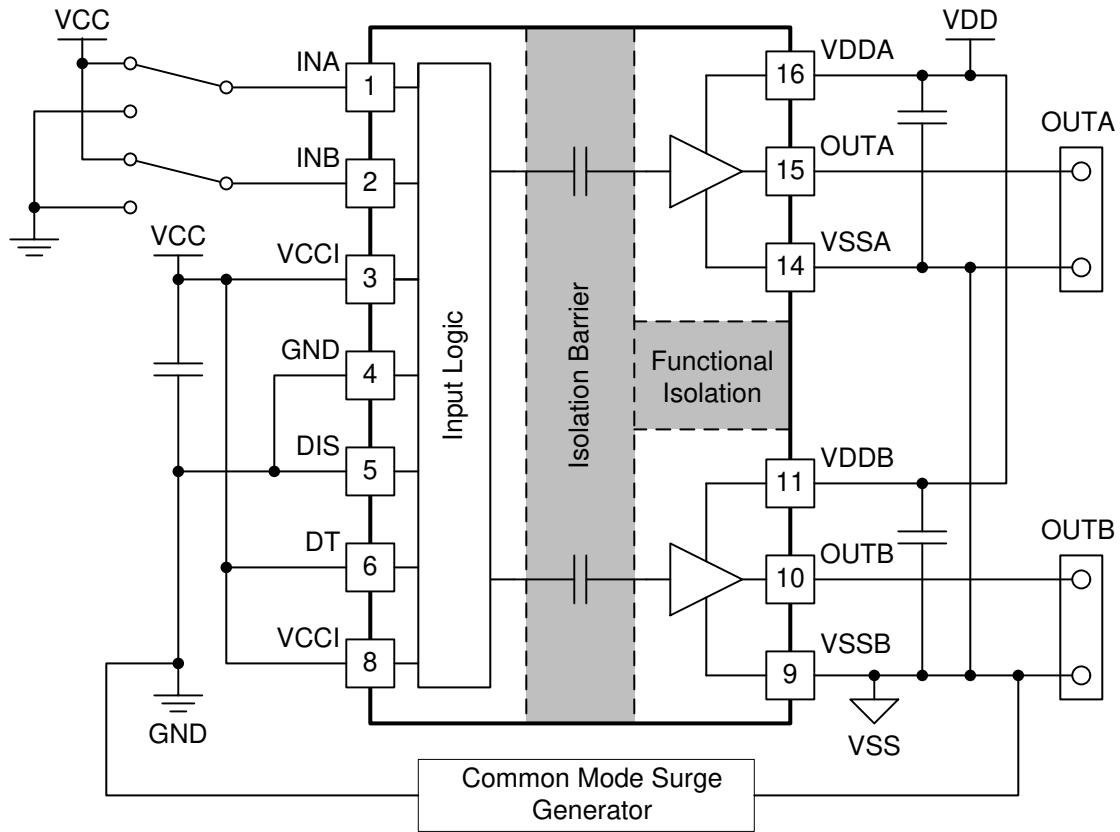 VCC
VDD
INA
1
VDDA
16
OUTA
OUTA
15
INB
2
VCC
VCCI
3
VSSA
14
GND
4
Input Logic
Isolation Barrier
Functional
Isolation
DIS
5
VDDB
11
OUTB
DT
6
OUTB
10
VCCI
8
VSSB
9
GND
VSS
Common Mode Surge
Generator